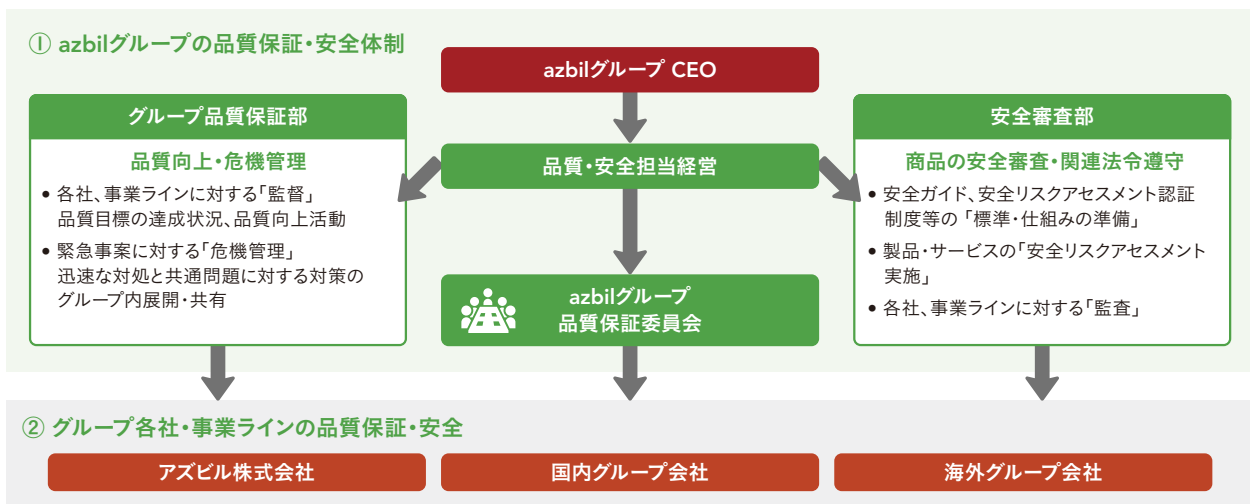 ① azbilグループの品質保証・安全体制
azbilグループ CEO
グループ品質保証部
品質向上・危機管理
• 各社、事業ラインに対する「監督」
品質目標の達成状況、品質向上活動
• 緊急事案に対する「危機管理」
迅速な対処と共通問題に対する対策の
グループ内展開・共有
品質・安全担当経営
azbilグループ
品質保証委員会
安全審査部
商品の安全審査・関連法令遵守
• 安全ガイド、安全リスクアセスメント認証
制度等の「標準・仕組みの準備」
• 製品・サービスの「安全リスクアセスメント
実施」
• 各社、事業ラインに対する「監査」
② グループ各社・事業ラインの品質保証・安全
アズビル株式会社
国内グループ会社
海外グループ会社